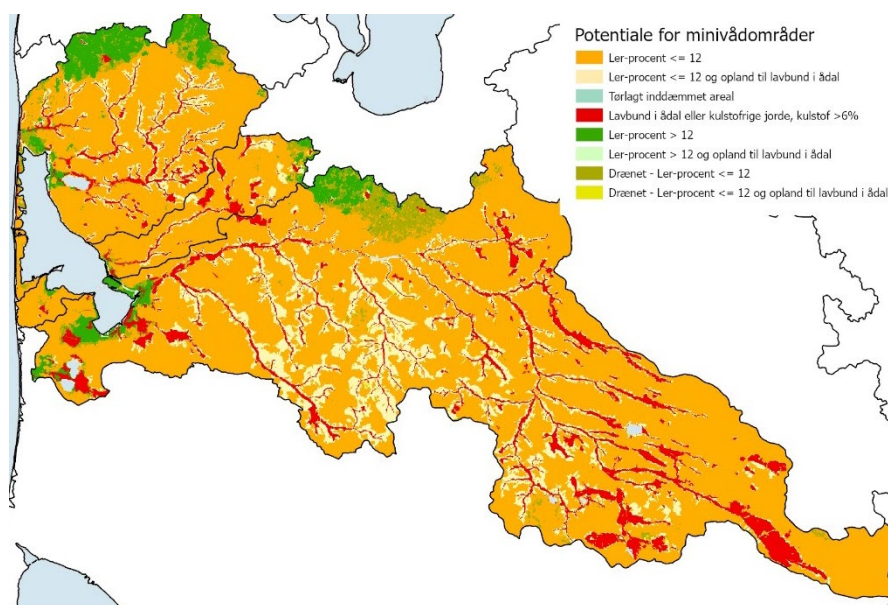 Potentiale for minivådområder
Ler-procent <= 12
Ler-procent <= 12 og opland til lavbund i ådal
Tørlagt inddæmmet areal
Lavbund i ådal eller kulstofrige jorde, kulstof >6%
Ler-procent > 12
Ler-procent > 12 og opland til lavbund i ådal
Drænet - Ler-procent <= 12
Drænet - Ler-procent <= 12 og opland til lavbund i ådal